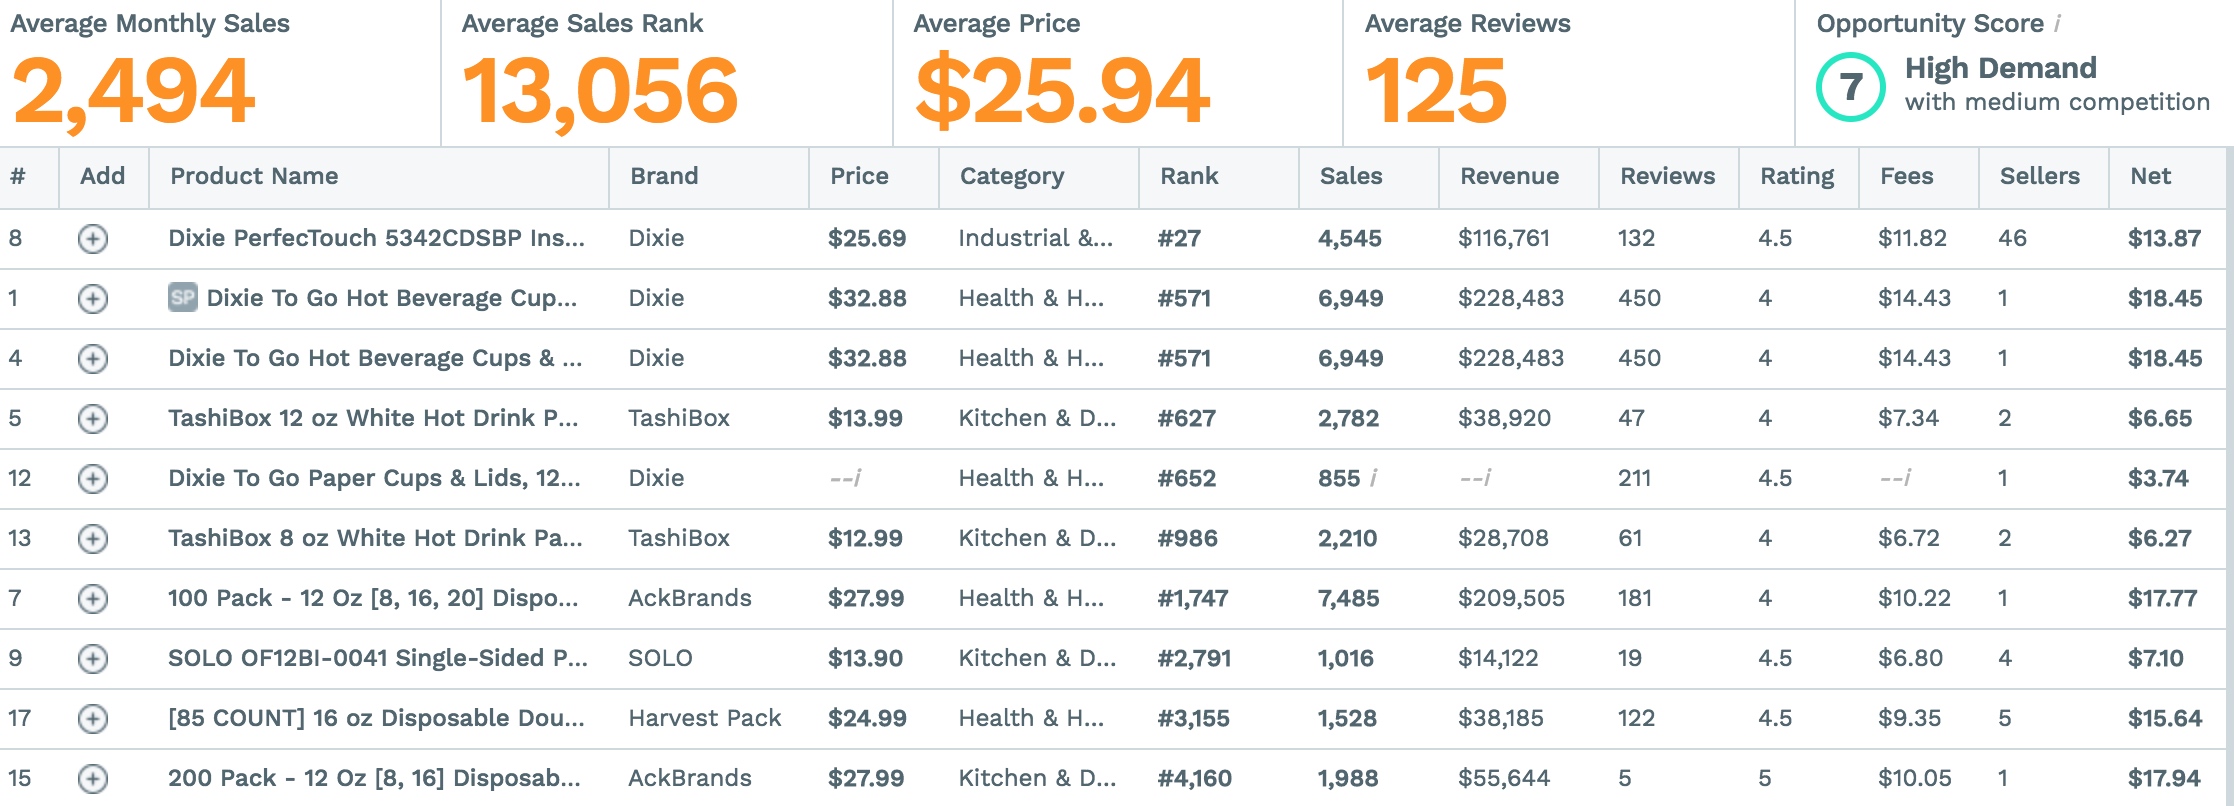 Average Monthly Sales Average Sales Rank Average Price Average Reviews Opportunity Score i
2,494 13,056 $25.94 125 7 High Demand
with medium competition
# Add Product Name Brand Price Category Rank Sales Revenue Reviews Rating Fees Sellers Net
8 Dixie PerfecTouch 5342CDSBP Ins... Dixie $25.69 Industrial &... #27 4,545 $116,761 132 4.5 $11.82 46 $13.87
1 SP Dixie To Go Hot Beverage Cup... Dixie $32.88 Health & H... #571 6,949 $228,483 450 4 $14.43 1 $18.45
4 Dixie To Go Hot Beverage Cups & ... Dixie $32.88 Health & H... #571 6,949 $228,483 450 4 $14.43 1 $18.45
5 TashiBox 12 oz White Hot Drink P... TashiBox $13.99 Kitchen & D... #627 2,782 $38,920 47 4 $7.34 2 $6.65
12 Dixie To Go Paper Cups & Lids, 12... Dixie --i Health & H... #652 855 i --i 211 4.5 --i 1 $3.74
13 TashiBox 8 oz White Hot Drink Pa... TashiBox $12.99 Kitchen & D... #986 2,210 $28,708 61 4 $6.72 2 $6.27
7 100 Pack - 12 Oz [8, 16, 20] Dispo... AckBrands $27.99 Health & H... #1,747 7,485 $209,505 181 4 $10.22 1 $17.77
9 SOLO OF12BI-0041 Single-Sided P... SOLO $13.90 Kitchen & D... #2,791 1,016 $14,122 19 4.5 $6.80 4 $7.10
17 [85 COUNT] 16 oz Disposable Dou... Harvest Pack $24.99 Health & H... #3,155 1,528 $38,185 122 4.5 $9.35 5 $15.64
15 200 Pack - 12 Oz [8, 16] Disposab... AckBrands $27.99 Kitchen & D... #4,160 1,988 $55,644 5 5 $10.05 1 $17.94